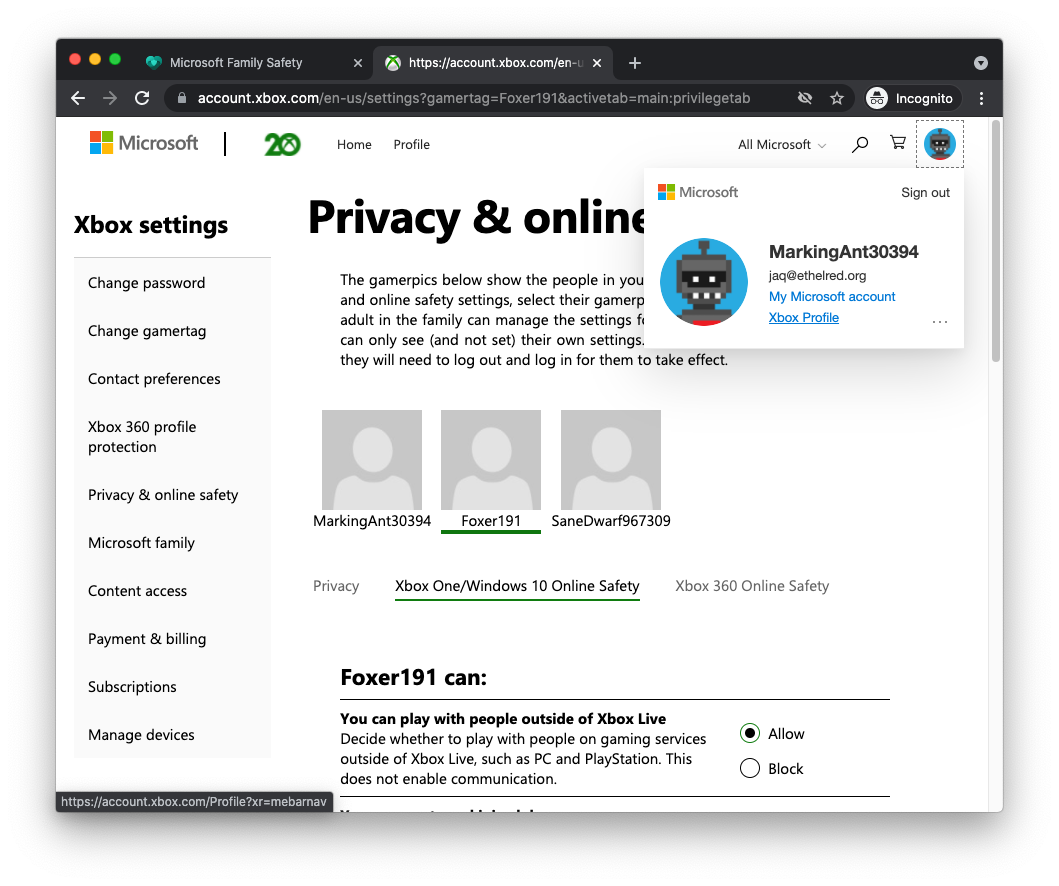 Microsoft Family Safety
https://account.xbox.com/en-u
account.xbox.com/en-us/settings?gamertag=Foxer191&activetab=main:privilegetab
Incognito
Microsoft
20
Home
Profile
All Microsoft
Microsoft
Sign out
MarkingAnt30394
jaq@ethelred.org
My Microsoft account
Xbox Profile
Xbox settings
Change password
Change gamertag
Contact preferences
Xbox 360 profile
protection
Privacy & online safety
Microsoft family
Content access
Payment & billing
Subscriptions
Manage devices
Privacy & online
The gamerpics below show the people in you
and online safety settings, select their gamerp
adult in the family can manage the settings fo
can only see (and not set) their own settings.
they will need to log out and log in for them to take effect.
MarkingAnt30394
Foxer191
SaneDwarf967309
Privacy
Xbox One/Windows 10 Online Safety
Xbox 360 Online Safety
Foxer191 can:
You can play with people outside of Xbox Live
Decide whether to play with people on gaming services
outside of Xbox Live, such as PC and PlayStation. This
does not enable communication.
Allow
Block
https://account.xbox.com/Profile?xr=mebarnav